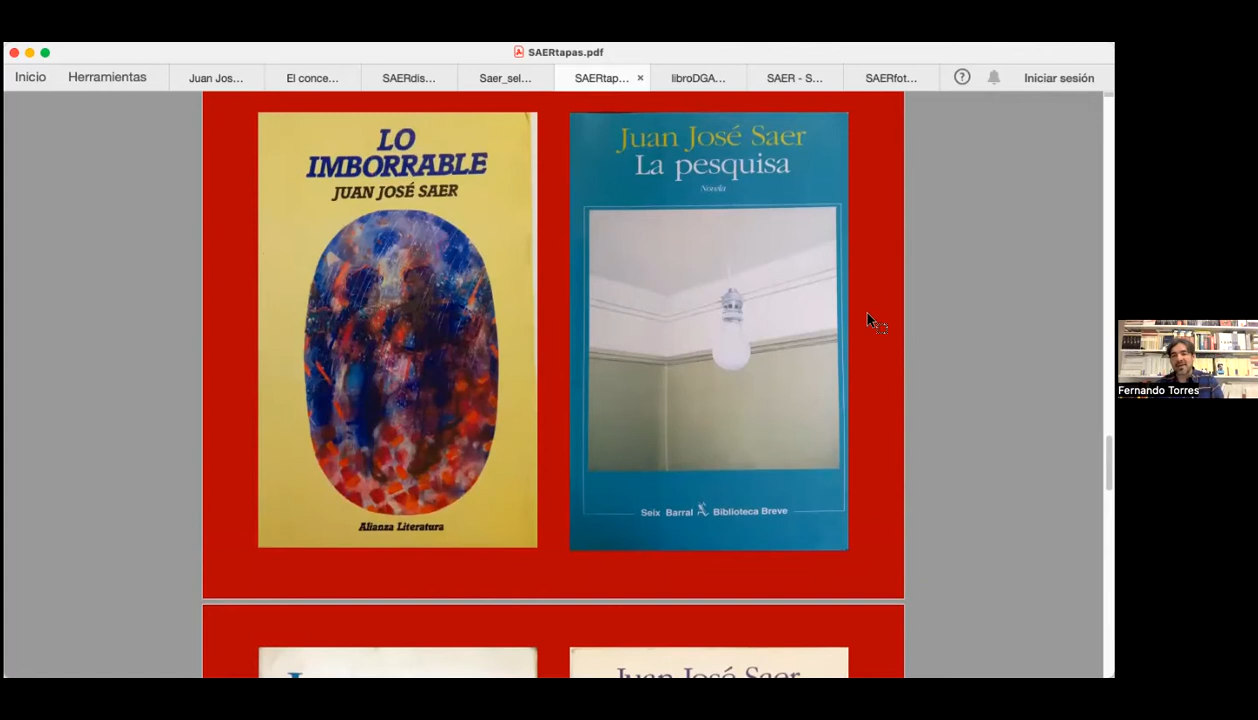 SAERtapas.pdf
Inicio Herramientas Juan Jos... El conce... SAERdis... Saer_sel... SAERtap... × libroDGA... SAER - S... SAERfot... Iniciar sesión
LO
IMBORRABLE
JUAN JOSÉ SAER
Alianza Literatura
Juan José Saer
La pesquisa
Novela
Seix Barral Biblioteca Breve
Fernando Torres
Juan José Saer